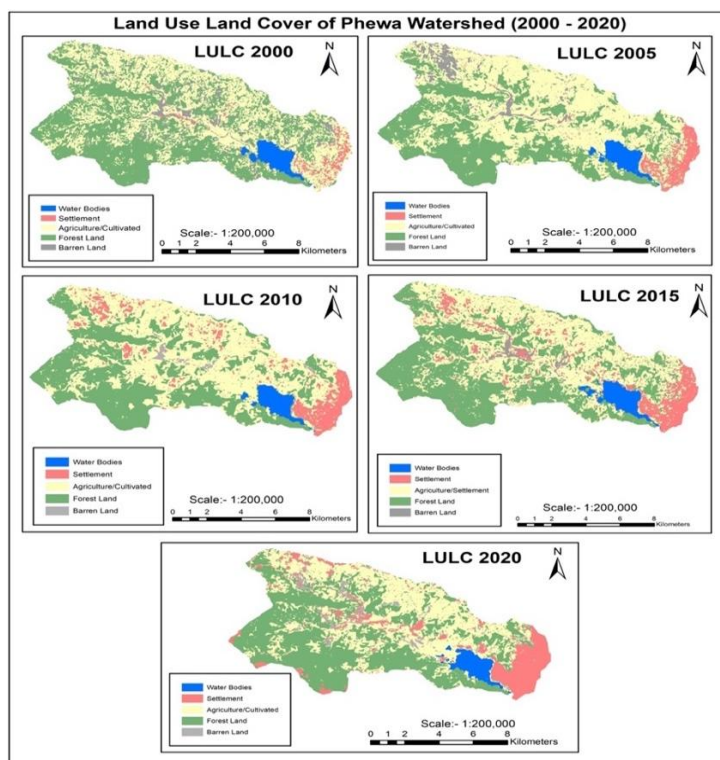 Land Use Land Cover of Phewa Watershed (2000 - 2020)
LULC 2000
N
Water Bodies
Settlement
Agriculture/Cultivated
Forest Land
Barren Land
Scale:- 1:200,000
0 1 2 4 6 8
Kilometers
LULC 2005
N
Water Bodies
Settlement
Agriculture/Cultivated
Forest Land
Barren Land
Scale:- 1:200,000
0 1 2 4 6 8
Kilometers
LULC 2010
N
Water Bodies
Settlement
Agriculture/Cultivated
Forest Land
Barren Land
Scale:- 1:200,000
0 1 2 4 6 8
Kilometers
LULC 2015
N
Water Bodies
Settlement
Agriculture/Settlement
Forest Land
Barren Land
Scale:- 1:200,000
0 1 2 4 6 8
Kilometers
LULC 2020
N
Water Bodies
Settlement
Agriculture/Cultivated
Forest Land
Barren Land
Scale:- 1:200,000
0 1 2 4 6 8
Kilometers